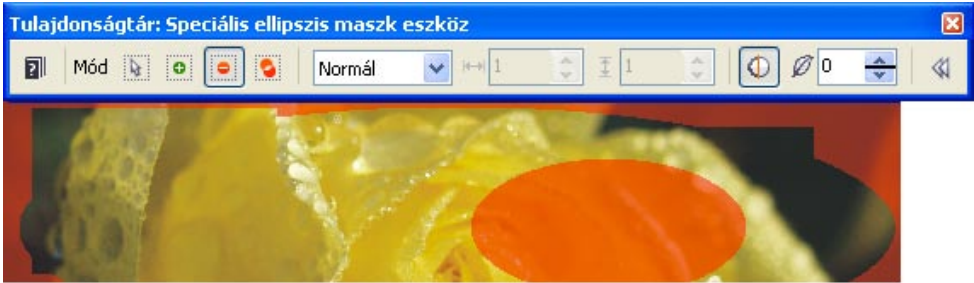 Tulajdonságtár: Speciális ellipszis maszk eszköz
Mód Normál 1 1 0